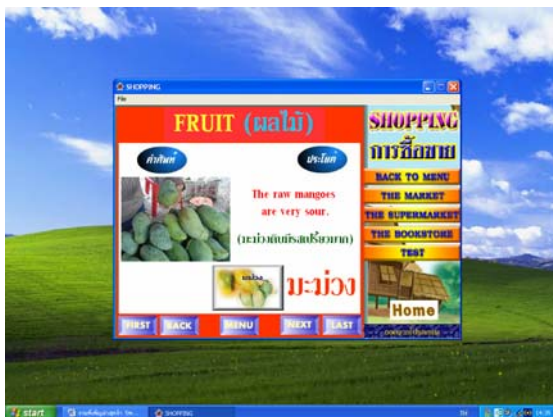 SHOPPING
File
FRUIT (ผลไม้)
คำศัพท์
ประโยค
The raw mangoes
are very sour.
(มะม่วงดิบมีรสเปรี้ยวมาก)
มะม่วง
FIRST
BACK
MENU
NEXT
LAST
SHOPPING
การซื้อขาย
BACK TO MENU
THE MARKET
THE SUPERMARKET
THE BOOKSTORE
TEST
Home
start
SHOPPING
TH